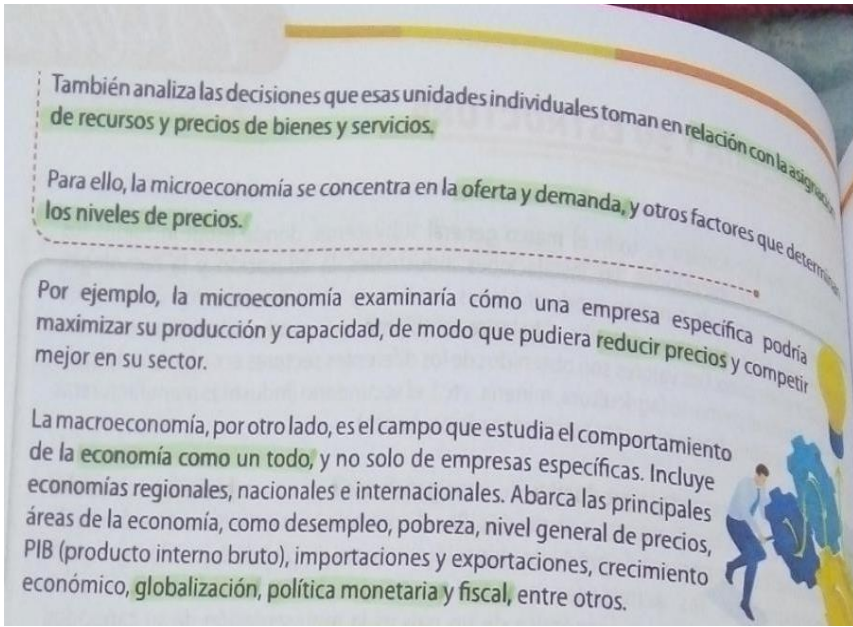 También analiza las decisiones que esas unidades individuales toman en relación con la asignación
de recursos y precios de bienes y servicios.
Para ello, la microeconomía se concentra en la oferta y demanda, y otros factores que determinan
los niveles de precios.
Por ejemplo, la microeconomía examinaría cómo una empresa específica podría
maximizar su producción y capacidad, de modo que pudiera reducir precios y competir
mejor en su sector.
La macroeconomía, por otro lado, es el campo que estudia el comportamiento
de la economía como un todo, y no solo de empresas específicas. Incluye
economías regionales, nacionales e internacionales. Abarca las principales
áreas de la economía, como desempleo, pobreza, nivel general de precios,
PIB (producto interno bruto), importaciones y exportaciones, crecimiento
económico, globalización, política monetaria y fiscal, entre otros.